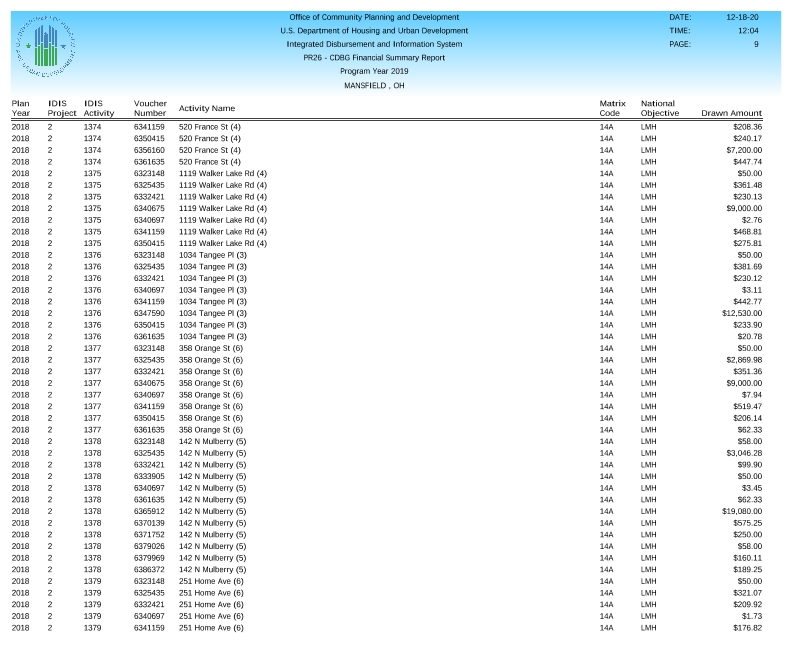 Office of Community Planning and Development DATE: 12-18-20
U.S. Department of Housing and Urban Development TIME: 12:04
Integrated Disbursement and Information System PAGE: 9
PR26 - CDBG Financial Summary Report
Program Year 2019
MANSFIELD , OH
Plan Year IDIS Project IDIS Activity Voucher Number Activity Name Matrix Code National Objective Drawn Amount
2018 2 1374 6341159 520 France St (4) 14A LMH $208.36
2018 2 1374 6350415 520 France St (4) 14A LMH $240.17
2018 2 1374 6356160 520 France St (4) 14A LMH $7,200.00
2018 2 1374 6361635 520 France St (4) 14A LMH $447.74
2018 2 1375 6323148 1119 Walker Lake Rd (4) 14A LMH $50.00
2018 2 1375 6325435 1119 Walker Lake Rd (4) 14A LMH $361.48
2018 2 1375 6332421 1119 Walker Lake Rd (4) 14A LMH $230.13
2018 2 1375 6340675 1119 Walker Lake Rd (4) 14A LMH $9,000.00
2018 2 1375 6340697 1119 Walker Lake Rd (4) 14A LMH $2.76
2018 2 1375 6341159 1119 Walker Lake Rd (4) 14A LMH $468.81
2018 2 1375 6350415 1119 Walker Lake Rd (4) 14A LMH $275.81
2018 2 1376 6323148 1034 Tangee Pl (3) 14A LMH $50.00
2018 2 1376 6325435 1034 Tangee Pl (3) 14A LMH $381.69
2018 2 1376 6332421 1034 Tangee Pl (3) 14A LMH $230.12
2018 2 1376 6340697 1034 Tangee Pl (3) 14A LMH $3.11
2018 2 1376 6341159 1034 Tangee Pl (3) 14A LMH $442.77
2018 2 1376 6347590 1034 Tangee Pl (3) 14A LMH $12,530.00
2018 2 1376 6350415 1034 Tangee Pl (3) 14A LMH $233.90
2018 2 1376 6361635 1034 Tangee Pl (3) 14A LMH $20.78
2018 2 1377 6323148 358 Orange St (6) 14A LMH $50.00
2018 2 1377 6325435 358 Orange St (6) 14A LMH $2,869.98
2018 2 1377 6332421 358 Orange St (6) 14A LMH $351.36
2018 2 1377 6340675 358 Orange St (6) 14A LMH $9,000.00
2018 2 1377 6340697 358 Orange St (6) 14A LMH $7.94
2018 2 1377 6341159 358 Orange St (6) 14A LMH $519.47
2018 2 1377 6350415 358 Orange St (6) 14A LMH $206.14
2018 2 1377 6361635 358 Orange St (6) 14A LMH $62.33
2018 2 1378 6323148 142 N Mulberry (5) 14A LMH $58.00
2018 2 1378 6325435 142 N Mulberry (5) 14A LMH $3,046.28
2018 2 1378 6332421 142 N Mulberry (5) 14A LMH $99.90
2018 2 1378 6333905 142 N Mulberry (5) 14A LMH $50.00
2018 2 1378 6340697 142 N Mulberry (5) 14A LMH $3.45
2018 2 1378 6361635 142 N Mulberry (5) 14A LMH $62.33
2018 2 1378 6365912 142 N Mulberry (5) 14A LMH $19,080.00
2018 2 1378 6370139 142 N Mulberry (5) 14A LMH $575.25
2018 2 1378 6371752 142 N Mulberry (5) 14A LMH $250.00
2018 2 1378 6379026 142 N Mulberry (5) 14A LMH $58.00
2018 2 1378 6379969 142 N Mulberry (5) 14A LMH $160.11
2018 2 1378 6386372 142 N Mulberry (5) 14A LMH $189.25
2018 2 1379 6323148 251 Home Ave (6) 14A LMH $50.00
2018 2 1379 6325435 251 Home Ave (6) 14A LMH $321.07
2018 2 1379 6332421 251 Home Ave (6) 14A LMH $209.92
2018 2 1379 6340697 251 Home Ave (6) 14A LMH $1.73
2018 2 1379 6341159 251 Home Ave (6) 14A LMH $176.82